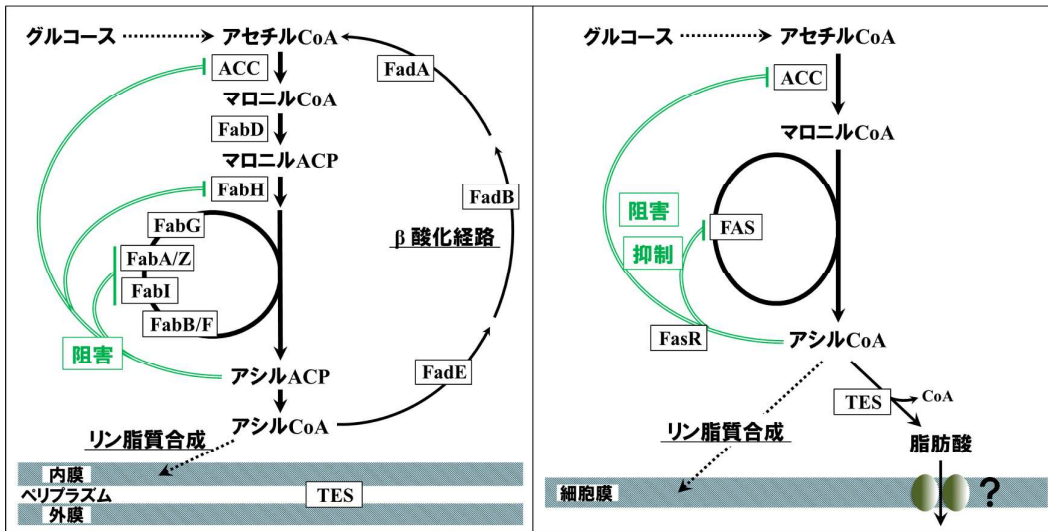 グルコース
アセチルCoA
ACC
FadA
マロニルCoA
FabD
マロニルACP
FabH
FadB
FabG
β酸化経路
FabA/Z
FabI
FabB/F
阻害
アシルACP
FadE
アシルCoA
リン脂質合成
内膜
ペリプラズム
TES
外膜
グルコース
アセチルCoA
ACC
マロニルCoA
阻害
FAS
抑制
FasR
アシルCoA
TES
CoA
リン脂質合成
脂肪酸
細胞膜
?